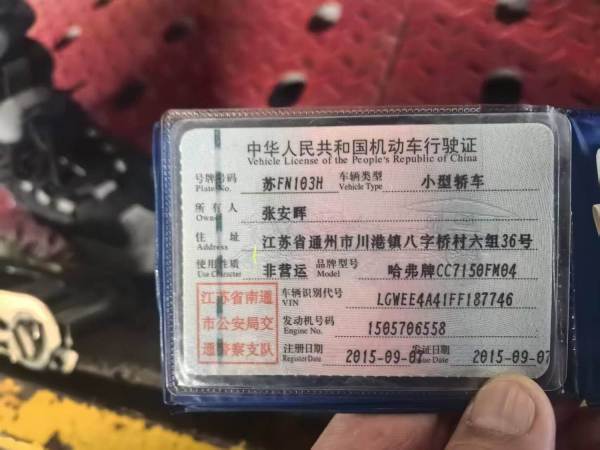 中华人民共和国机动车行驶证
Vehicle License of the People's Republic of China
号牌号码 苏FN103H 车辆类型 小型轿车
Plate No. Vehicle Type
所有人 张安晖
Owner
住址 江苏省通州市川港镇八字桥村六组36号
Address
使用性质 非营运 品牌型号 哈弗牌CC7150FM04
Use Character Model
江苏省南通
市公安局交
通警察支队
车辆识别代号 LGWEE4A41FF187746
VIN
发动机号码 1505706558
Engine No.
注册日期 2015-09-07 发证日期 2015-09-07
Register Date Issue Date